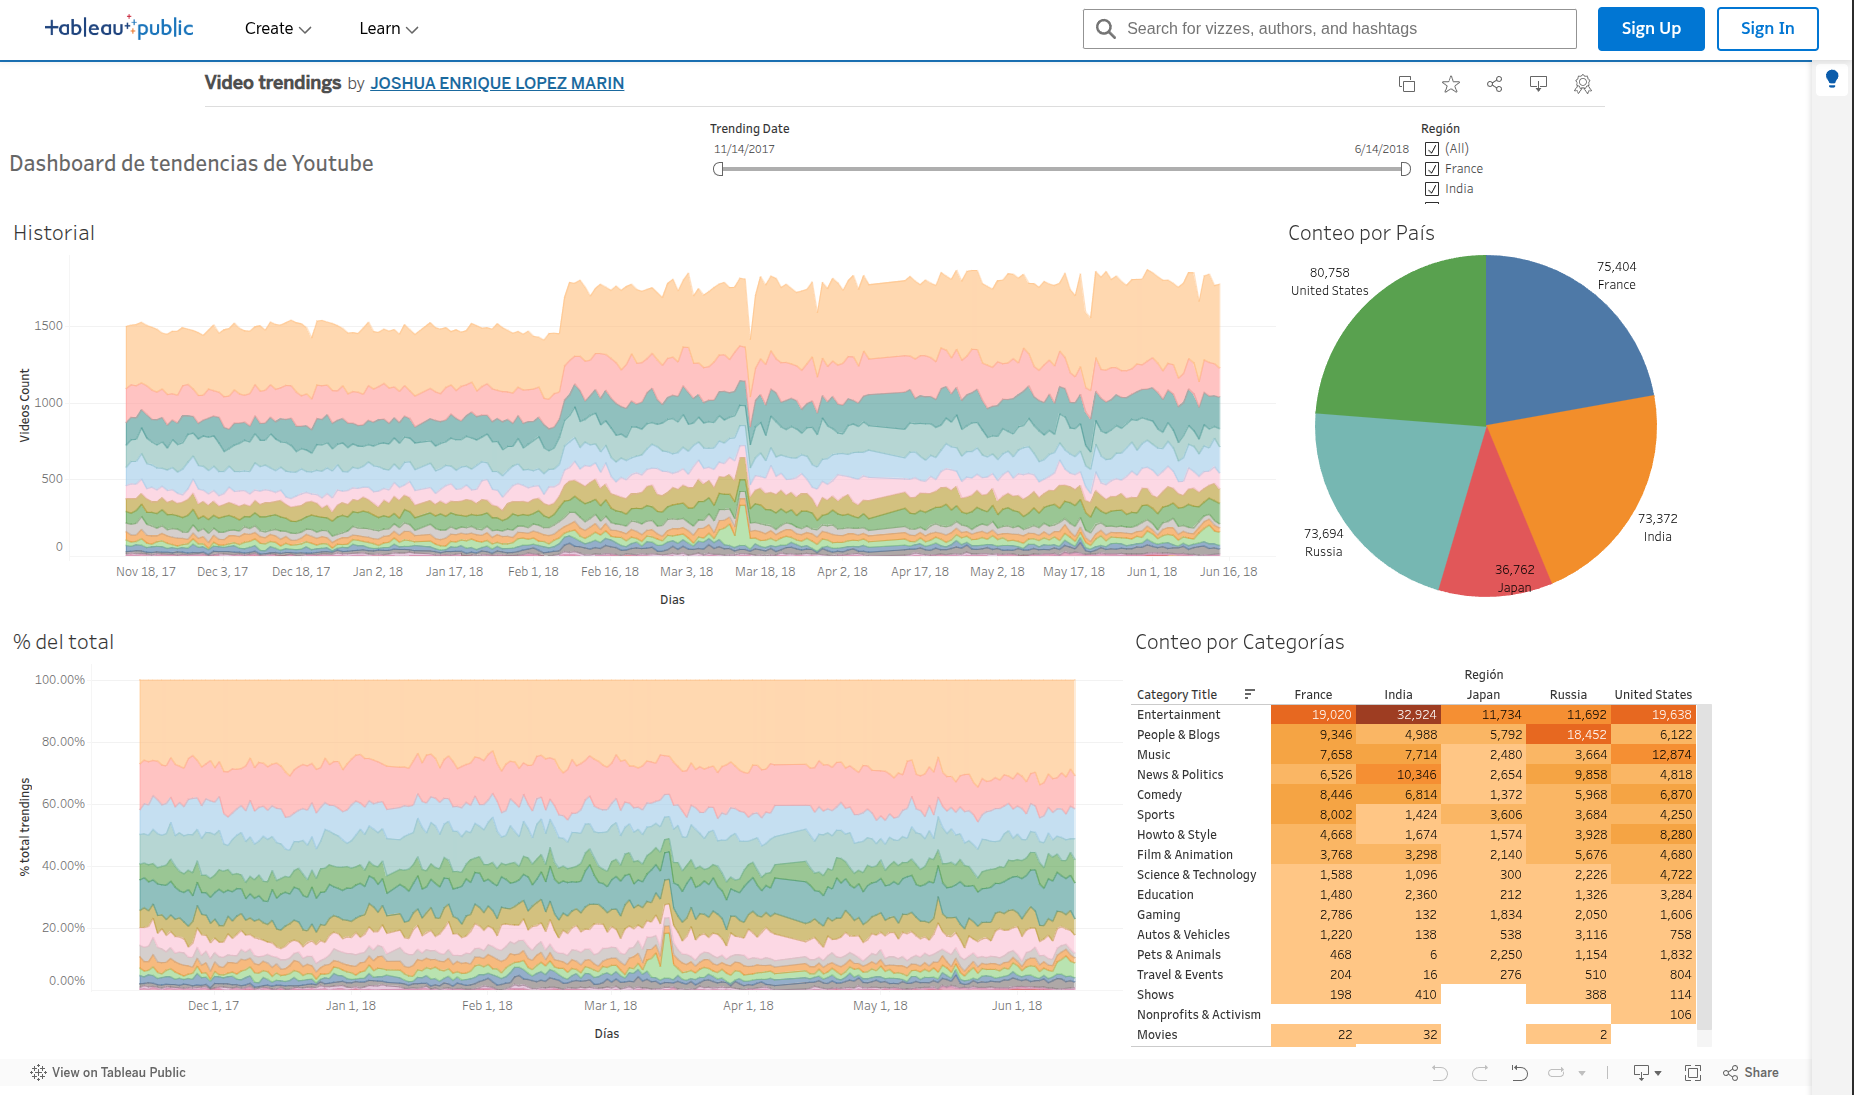 tableau public
Create
Learn
Search for vizzes, authors, and hashtags
Sign Up
Sign In
Video trendings by JOSHUA ENRIQUE LOPEZ MARIN
Dashboard de tendencias de Youtube
Trending Date
11/14/2017
6/14/2018
Región
(All)
France
India
Historial
Videos Count
1500
1000
500
0
Nov 18, 17 Dec 3, 17 Dec 18, 17 Jan 2, 18 Jan 17, 18 Feb 1, 18 Feb 16, 18 Mar 3, 18 Mar 18, 18 Apr 2, 18 Apr 17, 18 May 2, 18 May 17, 18 Jun 1, 18 Jun 16, 18
Dias
Conteo por País
80,758
United States
75,404
France
73,372
India
36,762
Japan
73,694
Russia
% del total
% total trendings
100.00%
80.00%
60.00%
40.00%
20.00%
0.00%
Dec 1, 17 Jan 1, 18 Feb 1, 18 Mar 1, 18 Apr 1, 18 May 1, 18 Jun 1, 18
Días
Conteo por Categorías
Región
Category Title France India Japan Russia United States
Entertainment 19,020 32,924 11,734 11,692 19,638
People & Blogs 9,346 4,988 5,792 18,452 6,122
Music 7,658 7,714 2,480 3,664 12,874
News & Politics 6,526 10,346 2,654 9,858 4,818
Comedy 8,446 6,814 1,372 5,968 6,870
Sports 8,002 1,424 3,606 3,684 4,250
Howto & Style 4,668 1,674 1,574 3,928 8,280
Film & Animation 3,768 3,298 2,140 5,676 4,680
Science & Technology 1,588 1,096 300 2,226 4,722
Education 1,480 2,360 212 1,326 3,284
Gaming 2,786 132 1,834 2,050 1,606
Autos & Vehicles 1,220 138 538 3,116 758
Pets & Animals 468 6 2,250 1,154 1,832
Travel & Events 204 16 276 510 804
Shows 198 410 388 114
Nonprofits & Activism 106
Movies 22 32 2
View on Tableau Public
Share